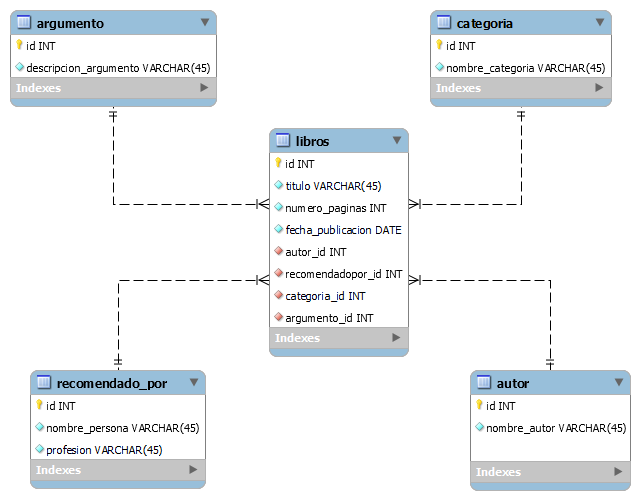 argumento
id INT
descripcion_argumento VARCHAR(45)
Indexes
categoria
id INT
nombre_categoria VARCHAR(45)
Indexes
libros
id INT
titulo VARCHAR(45)
numero_paginas INT
fecha_publicacion DATE
autor_id INT
recomendadopor_id INT
categoria_id INT
argumento_id INT
Indexes
recomendado_por
id INT
nombre_persona VARCHAR(45)
profesion VARCHAR(45)
Indexes
autor
id INT
nombre_autor VARCHAR(45)
Indexes